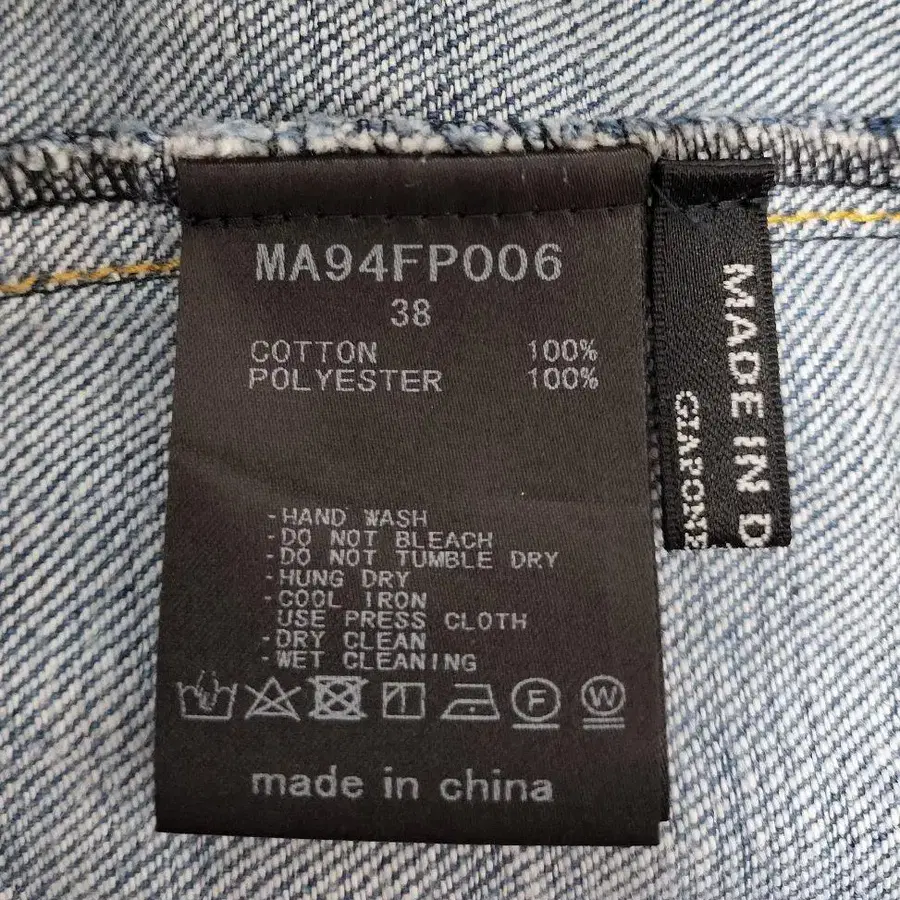 MA94FP006
38
COTTON 100%
POLYESTER 100%
-HAND WASH
-DO NOT BLEACH
-DO NOT TUMBLE DRY
-HUNG DRY
-COOL IRON
USE PRESS CLOTH
-DRY CLEAN
-WET CLEANING
F W
made in china
MADE IN